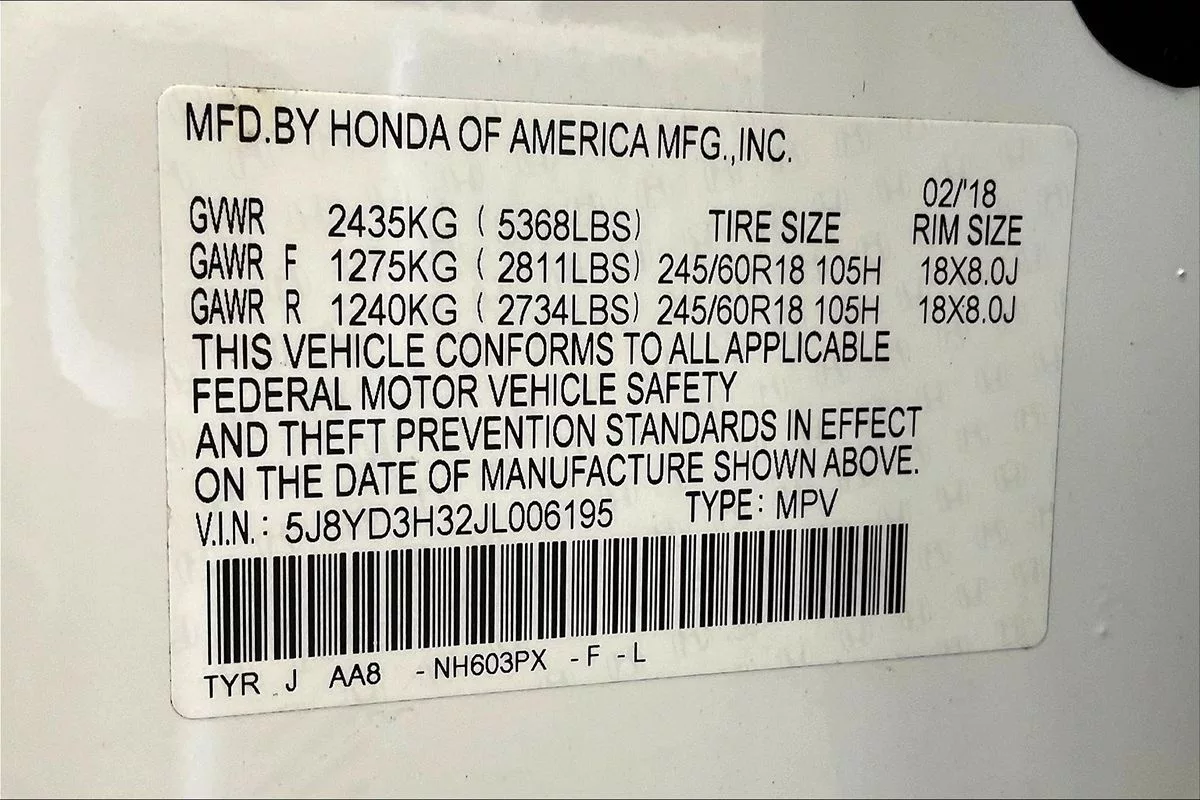 MFD.BY HONDA OF AMERICA MFG.,INC.
02/'18
GVWR 2435KG ( 5368LBS) TIRE SIZE RIM SIZE
GAWR F 1275KG ( 2811LBS) 245/60R18 105H 18X8.0J
GAWR R 1240KG ( 2734LBS) 245/60R18 105H 18X8.0J
THIS VEHICLE CONFORMS TO ALL APPLICABLE
FEDERAL MOTOR VEHICLE SAFETY
AND THEFT PREVENTION STANDARDS IN EFFECT
ON THE DATE OF MANUFACTURE SHOWN ABOVE.
V.I.N.: 5J8YD3H32JL006195 TYPE: MPV
TYR J AA8 -NH603PX -F -L